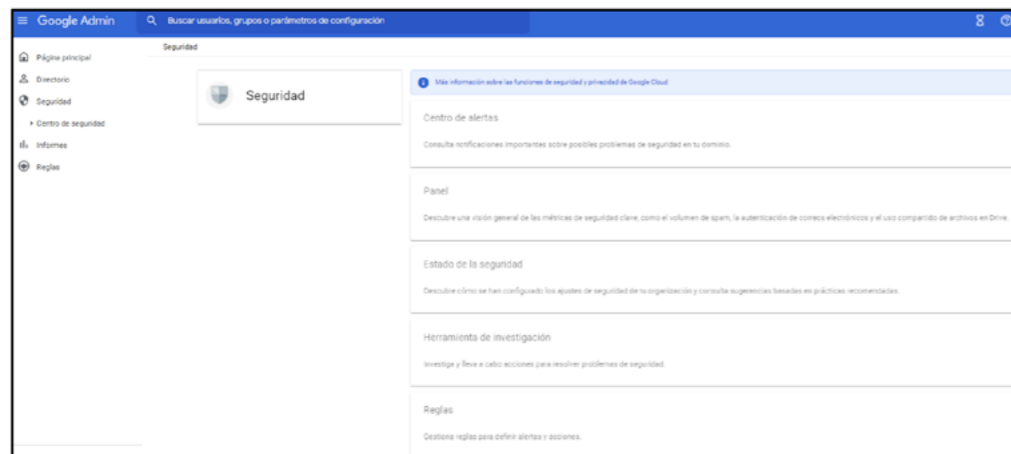 Google Admin
Buscar usuarios, grupos o parámetros de configuración
Seguridad
Página principal
Directorio
Seguridad
Centro de seguridad
Informes
Reglas
Seguridad
Más información sobre las funciones de seguridad y privacidad de Google Cloud
Centro de alertas
Consulta notificaciones importantes sobre posibles problemas de seguridad en tu dominio.
Panel
Descubre una visión general de las métricas de seguridad clave, como el volumen de spam, la autenticación de correos electrónicos y el uso compartido de archivos en Drive.
Estado de la seguridad
Descubre cómo se han configurado los ajustes de seguridad de tu organización y consulta sugerencias basadas en prácticas recomendadas.
Herramienta de investigación
Investiga y lleva a cabo acciones para resolver problemas de seguridad.
Reglas
Gestiona reglas para definir alertas y acciones.